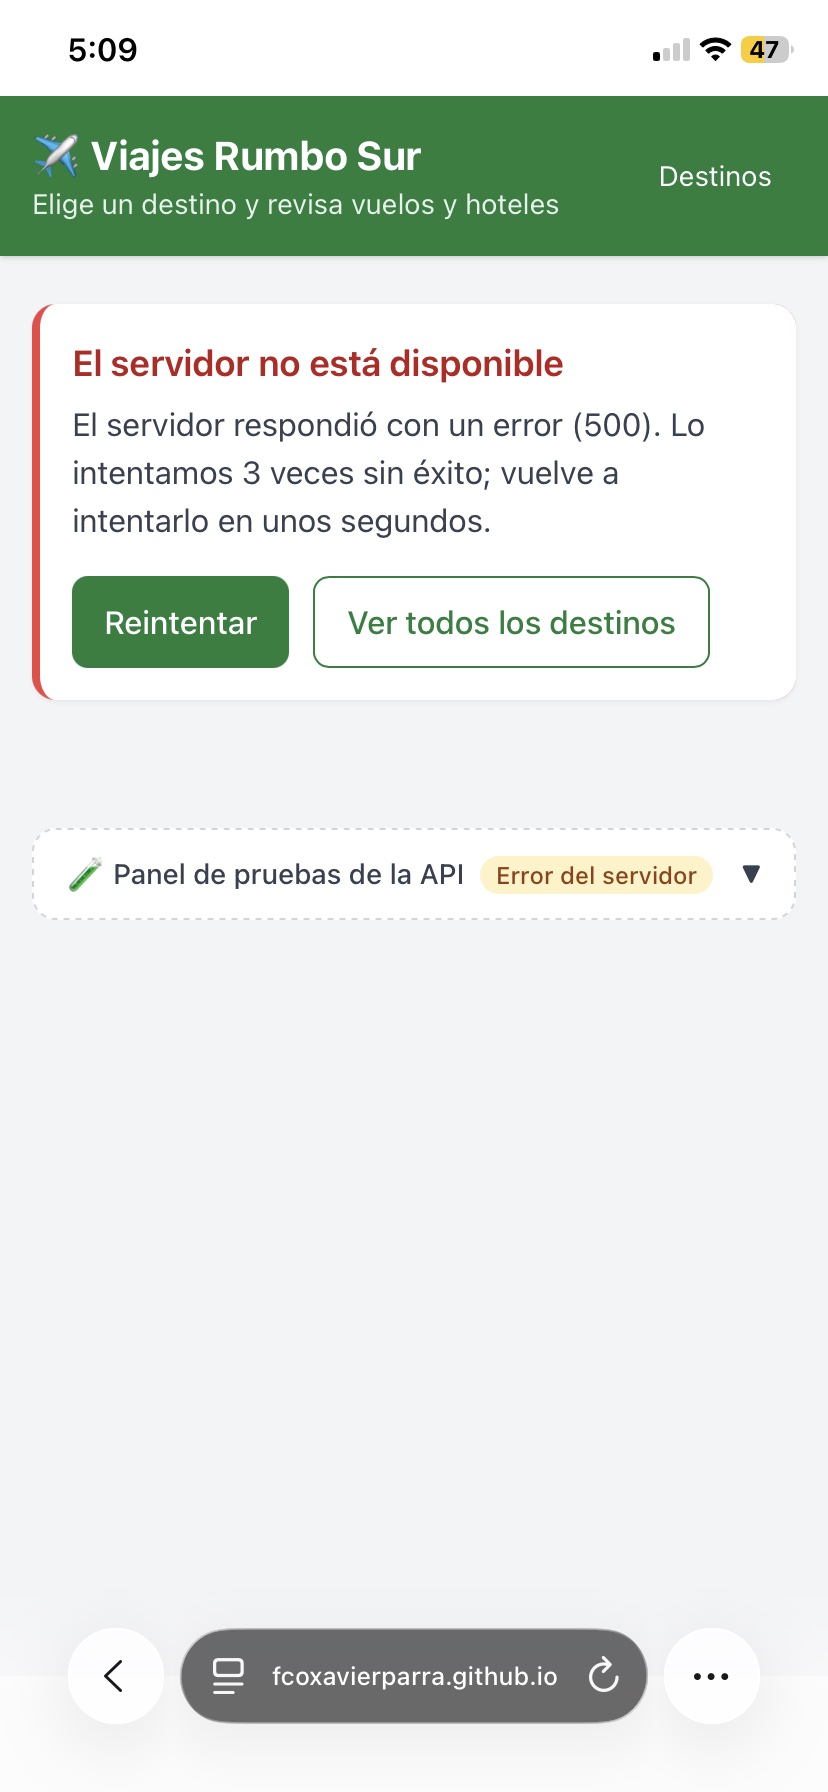 5:09
47
Viajes Rumbo Sur
Elige un destino y revisa vuelos y hoteles
Destinos
El servidor no está disponible
El servidor respondió con un error (500). Lo
intentamos 3 veces sin éxito; vuelve a
intentarlo en unos segundos.
Reintentar
Ver todos los destinos
Panel de pruebas de la API
Error del servidor
fcoxavierparra.github.io